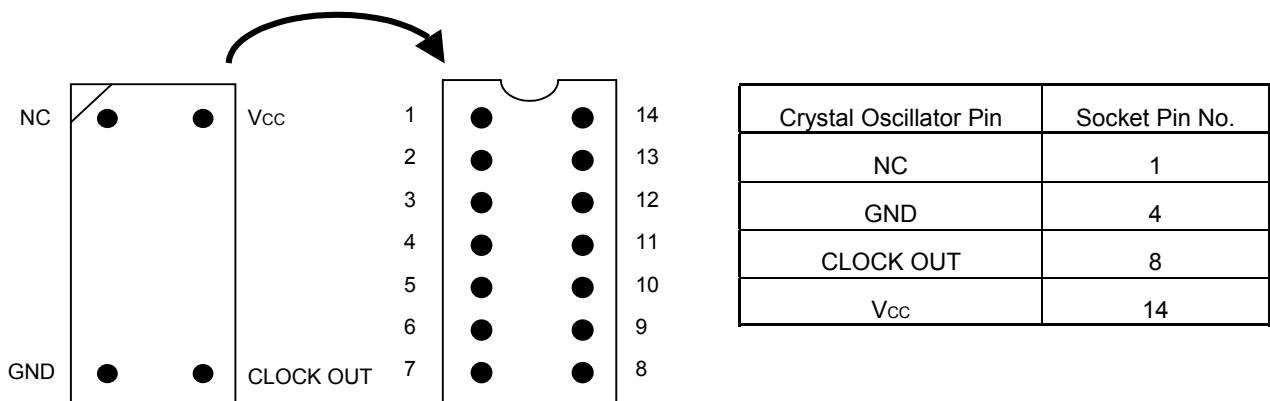 NC
Vcc
GND
CLOCK OUT
1 14
2 13
3 12
4 11
5 10
6 9
7 8
Crystal Oscillator Pin Socket Pin No.
NC 1
GND 4
CLOCK OUT 8
Vcc 14